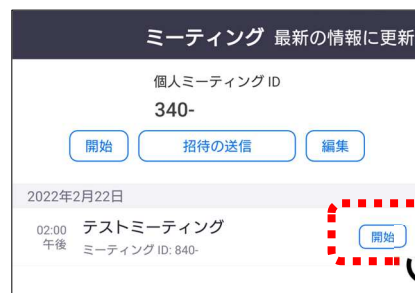 ミーティング 最新の情報に更新
個人ミーティング ID
340-
開始 招待の送信 編集
2022年2月22日
02:00 テストミーティング
午後 ミーティング ID: 840-
開始